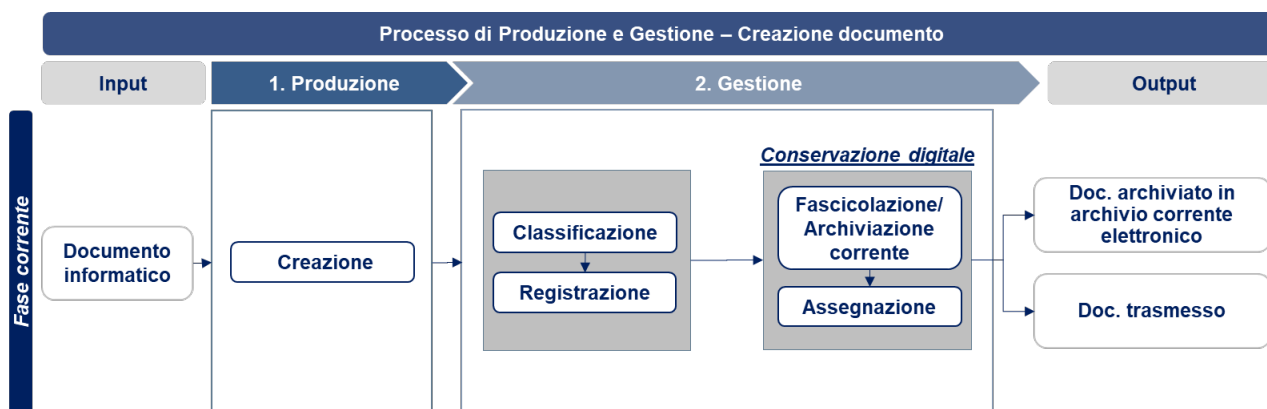 Processo di Produzione e Gestione – Creazione documento
Input
1. Produzione
2. Gestione
Output
Fase corrente
Documento
informatico
Creazione
Classificazione
Registrazione
Conservazione digitale
Fascicolazione/
Archiviazione
corrente
Assegnazione
Doc. archiviato in
archivio corrente
elettronico
Doc. trasmesso